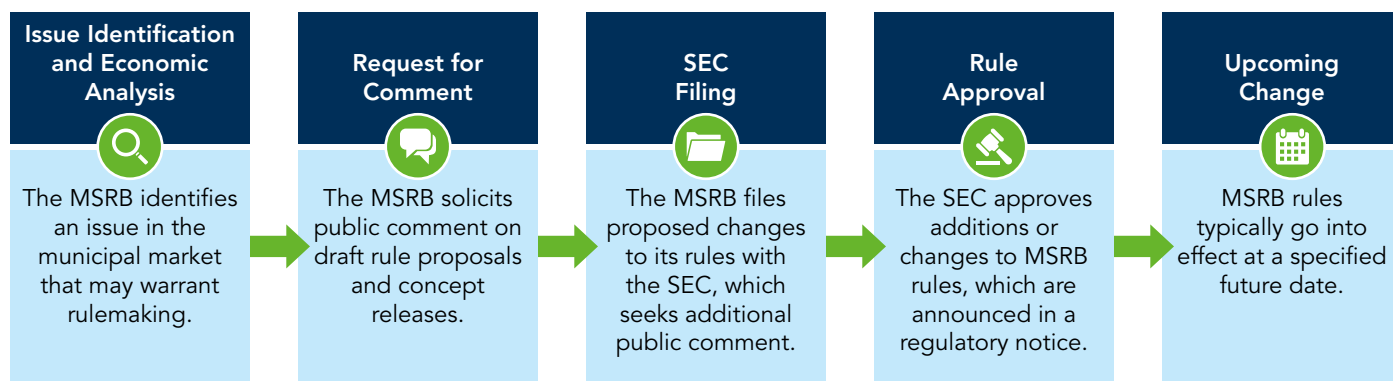 Issue Identification
and Economic
Analysis
The MSRB identifies
an issue in the
municipal market
that may warrant
rulemaking.
Request for
Comment
The MSRB solicits
public comment on
draft rule proposals
and concept
releases.
SEC
Filing
The MSRB files
proposed changes
to its rules with
the SEC, which
seeks additional
public comment.
Rule
Approval
The SEC approves
additions or
changes to MSRB
rules, which are
announced in a
regulatory notice.
Upcoming
Change
MSRB rules
typically go into
effect at a specified
future date.